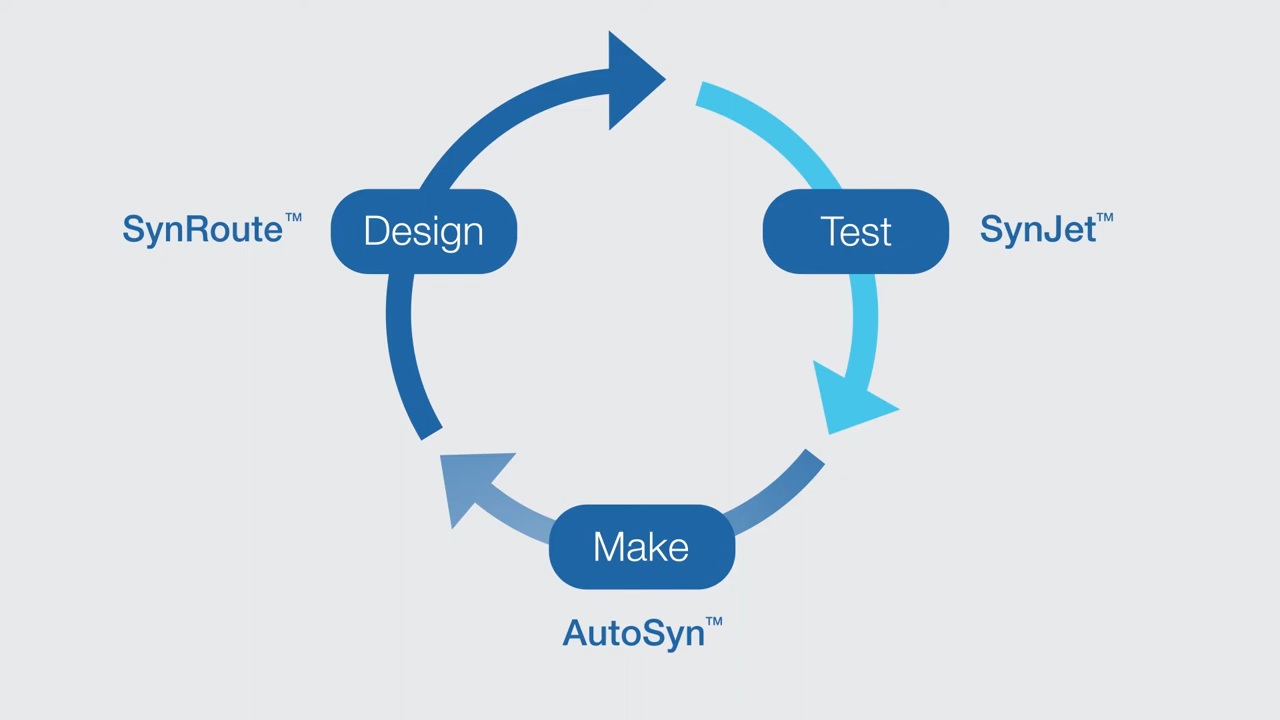 SynRoute™
Design
Test
SynJet™
Make
AutoSyn™